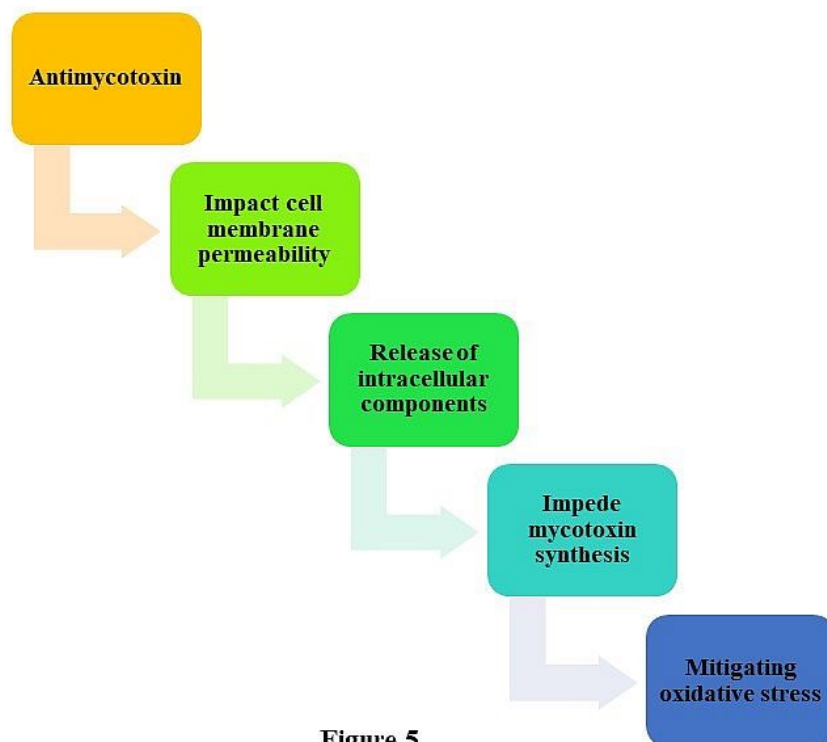 Antimycotoxin
Impact cell
membrane
permeability
Release of
intracellular
components
Impede
mycotoxin
synthesis
Mitigating
oxidative stress
Figure 5